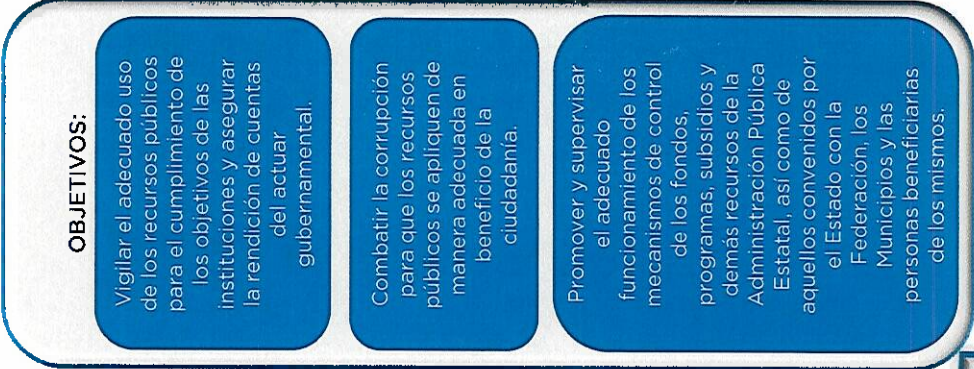 OBJETIVOS:
Vigilar el adecuado uso
de los recursos públicos
para el cumplimiento de
los objetivos de las
instituciones y asegurar
la rendición de cuentas
del actuar
gubernamental.
Combatir la corrupción
para que los recursos
públicos se apliquen de
manera adecuada en
beneficio de la
ciudadanía.
Promover y supervisar
el adecuado
funcionamiento de los
mecanismos de control
de los fondos,
programas, subsidios y
demás recursos de la
Administración Pública
Estatal, así como de
aquellos convenidos por
el Estado con la
Federación, los
Municipios y las
personas beneficiarias
de los mismos.